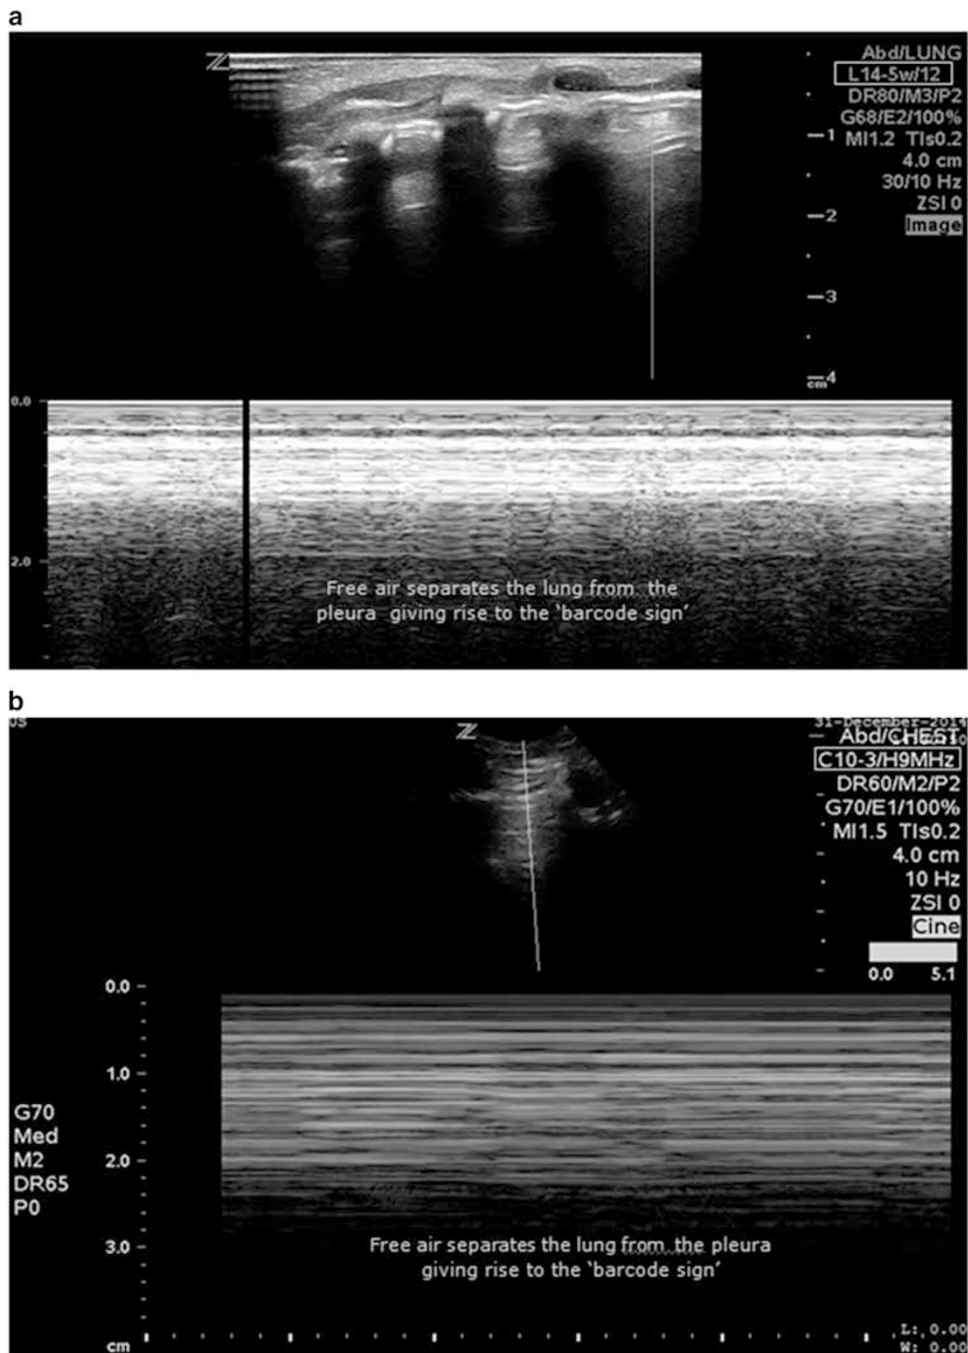 a
Z
Abd/LUNG
L14-5w/12
DR80/M3/P2
G68/E2/100%
MI1.2 TIs0.2
4.0 cm
30/10 Hz
ZSI 0
Image
1
2
3
4
cm
0.0
2.0
Free air separates the lung from the
pleura giving rise to the ‘barcode sign’
b
Z
31-December-2014
Abd/CHEST
C10-3/H9MHz
DR60/M2/P2
G70/E1/100%
MI1.5 TIs0.2
4.0 cm
10 Hz
ZSI 0
Cine
0.0 5.1
0.0
1.0
G70
Med
M2
2.0
DR65
P0
3.0
Free air separates the lung from the pleura
giving rise to the ‘barcode sign’
L: 0.00
W: 0.00
cm